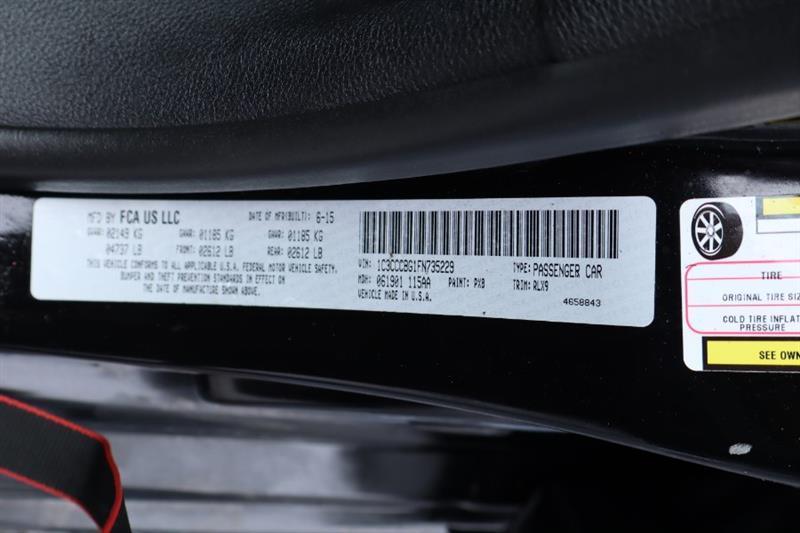 MFD BY FCA US LLC DATE OF MFR(BUILT): 6-15
GVWR: 02149 KG GAWR: 01185 KG GAWR: 01185 KG
04737 LB FRONT: 02612 LB REAR: 02612 LB
THIS VEHICLE CONFORMS TO ALL APPLICABLE U.S.A. FEDERAL MOTOR VEHICLE SAFETY,
BUMPER AND THEFT PREVENTION STANDARDS IN EFFECT ON
THE DATE OF MANUFACTURE SHOWN ABOVE.
VIN: 1C3CCCBG1FN735229 TYPE: PASSENGER CAR
MDH: 061901 115AA PAINT: PX8 TRIM: RLX9
VEHICLE MADE IN U.S.A. 4658843
TIRE
ORIGINAL TIRE SIZ
COLD TIRE INFLAT
PRESSURE
SEE OWN